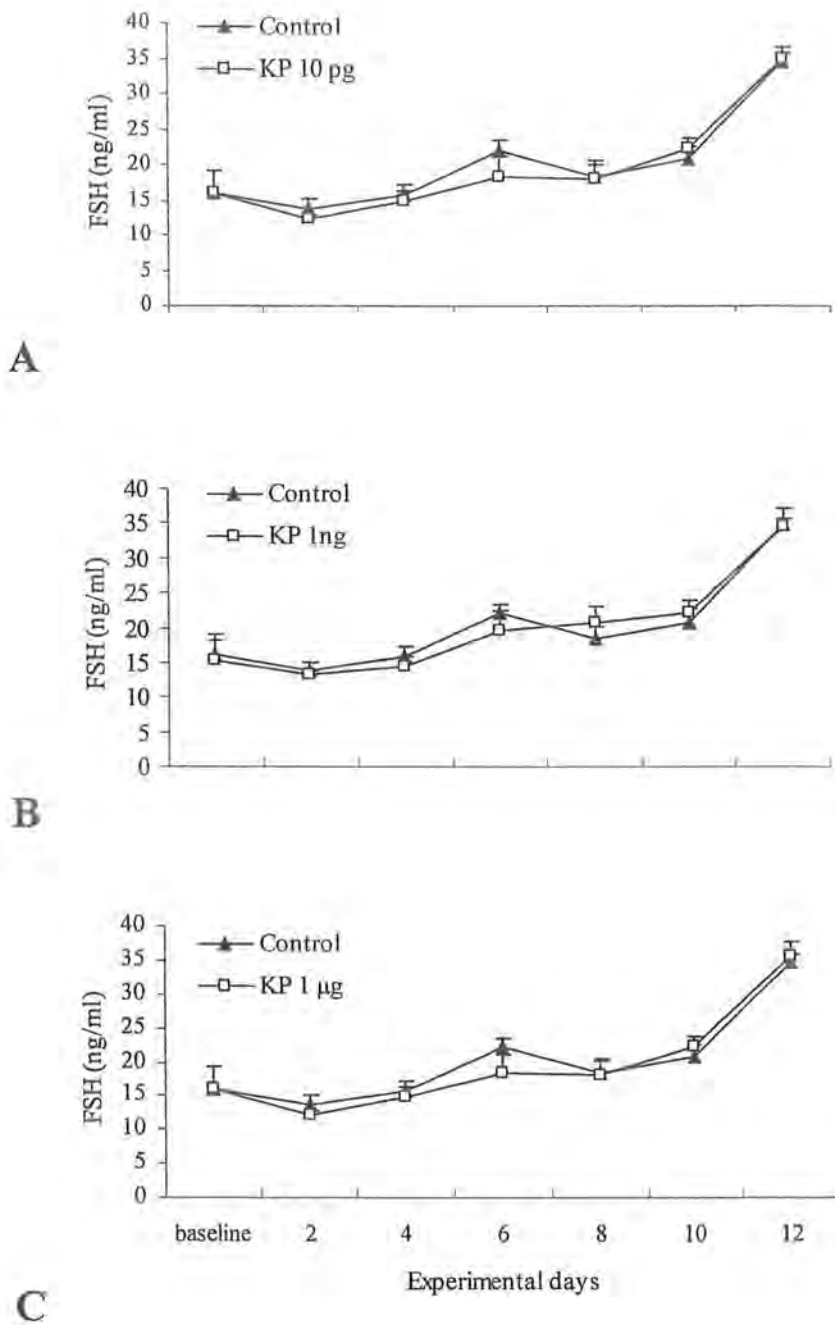 40
35
30
25
20
15
10
5
0
FSH (ng/ml)
Control
KP 10 pg
A
40
35
30
25
20
15
10
5
0
FSH (ng/ml)
Control
KP 1ng
B
40
35
30
25
20
15
10
5
0
FSH (ng/ml)
Control
KP 1 µg
baseline 2 4 6 8 10 12
Experimental days
C